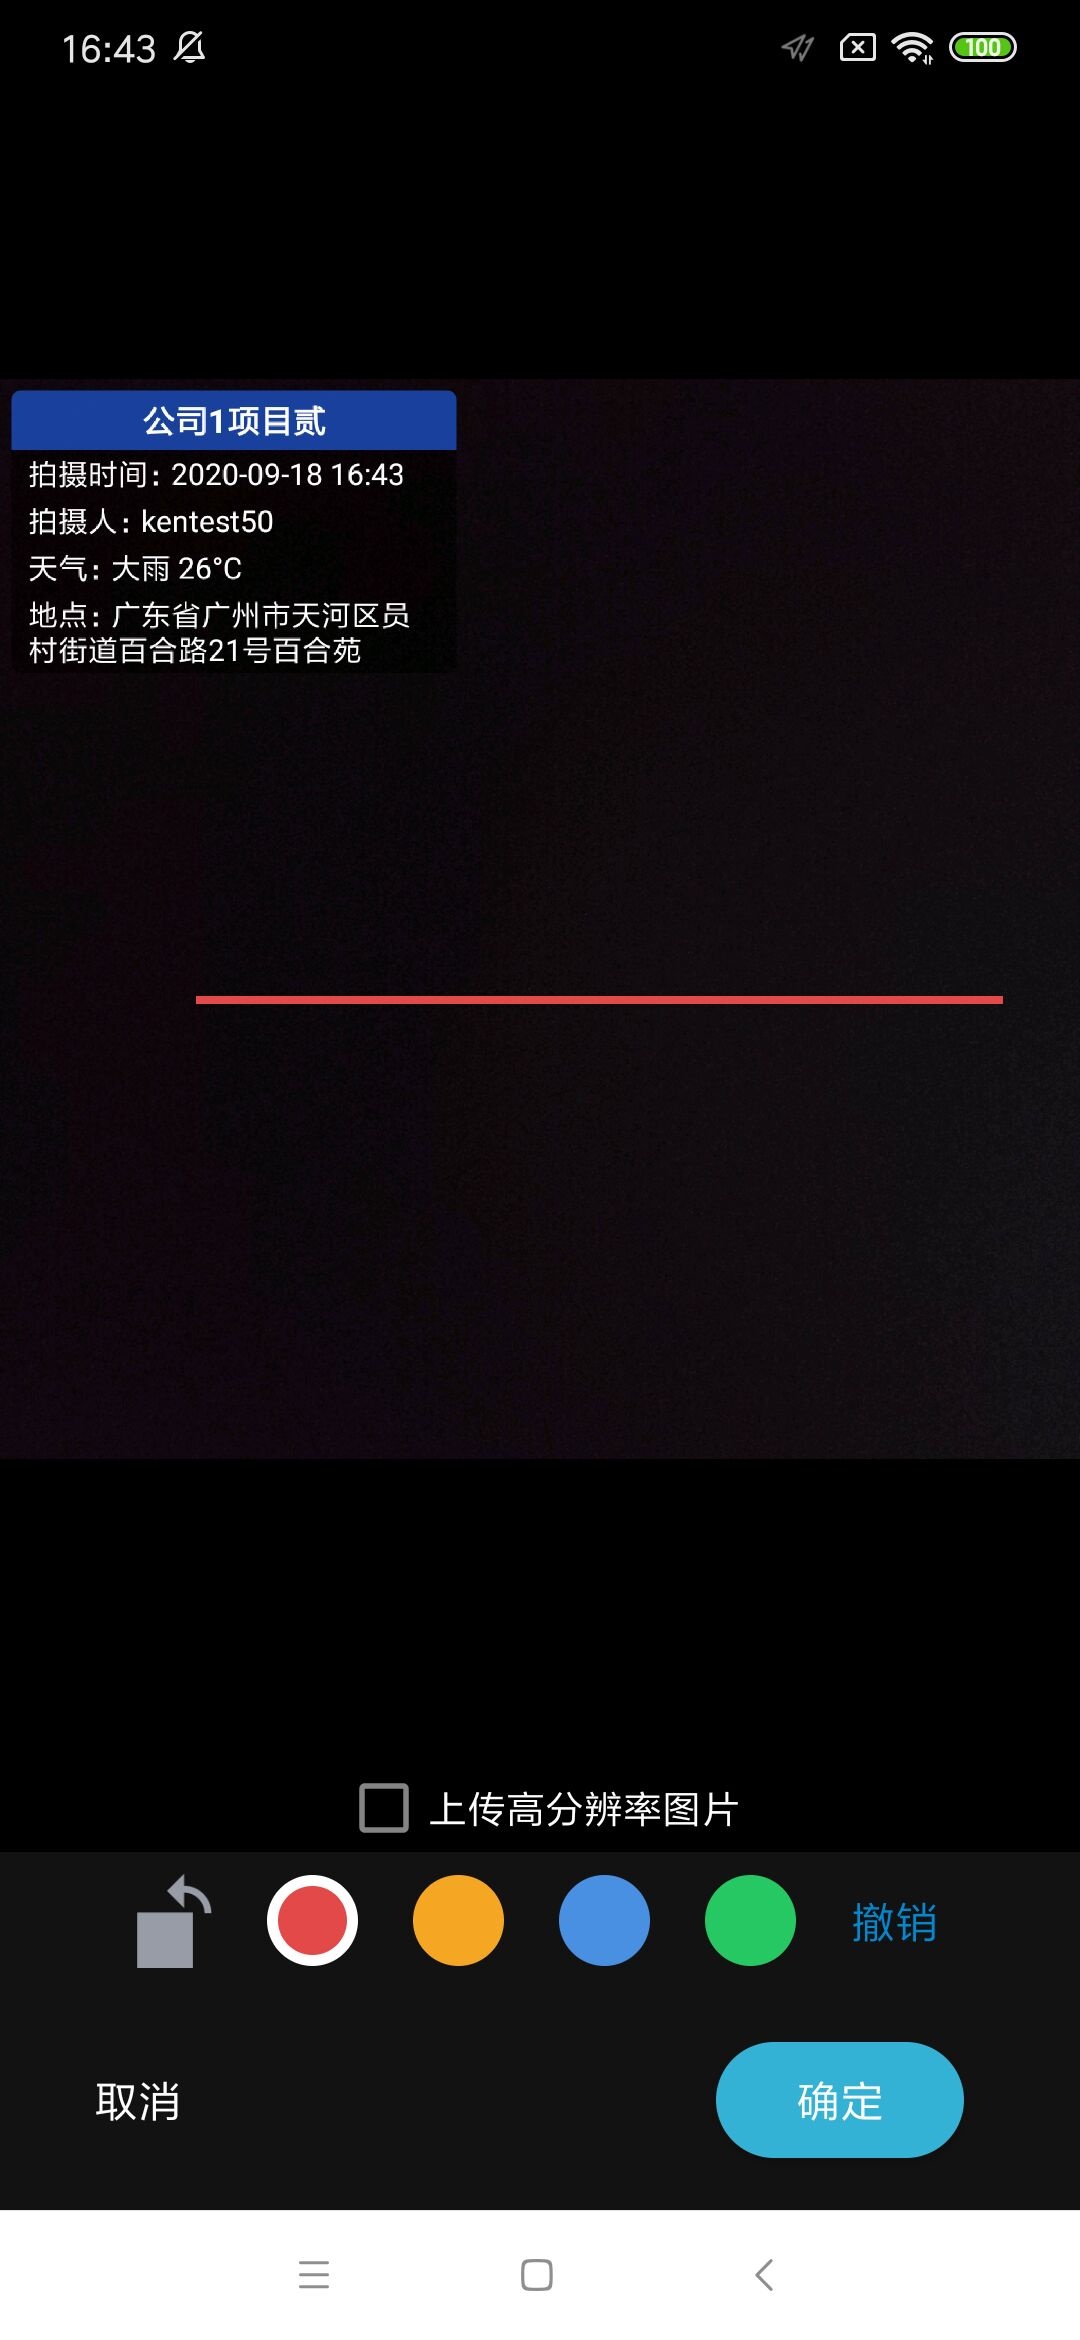 16:43
100
公司1项目贰
拍摄时间：2020-09-18 16:43
拍摄人：kentest50
天气：大雨 26°C
地点：广东省广州市天河区员
村街道百合路21号百合苑
上传高分辨率图片
撤销
取消
确定